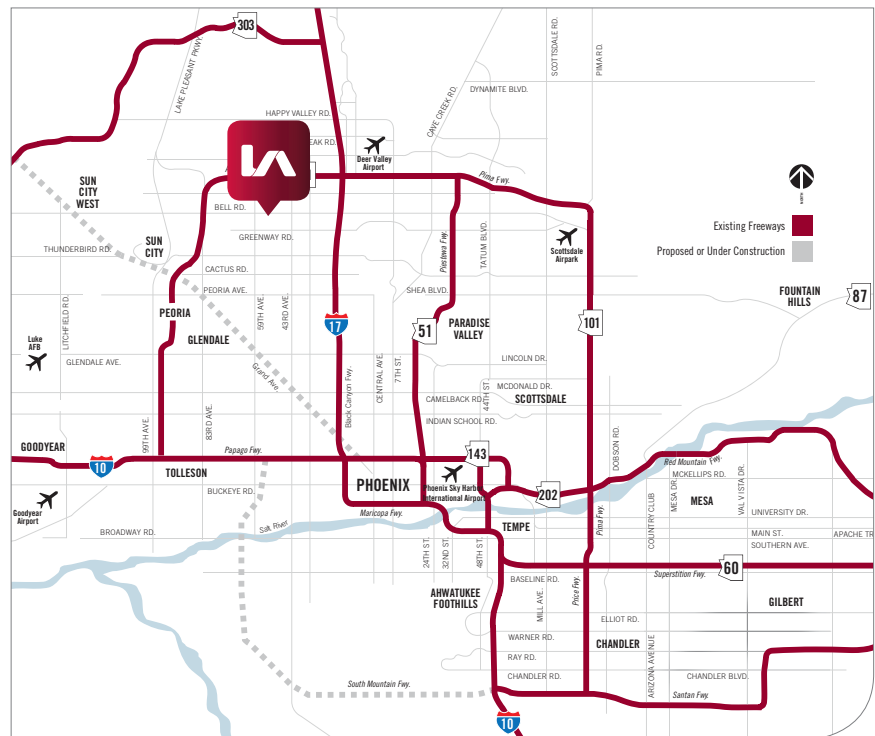 303
SCOTTSDALE RD.
PIMA RD.
LAKE PLEASANT PKWY.
CAVE CREEK RD.
DYNAMITE BLVD.
HAPPY VALLEY RD.
EAK RD.
Deer Valley
Airport
LA
Pima Fwy.
SUN
CITY
WEST
BELL RD.
NORTH
Existing Freeways
Proposed or Under Construction
THUNDERBIRD RD.
SUN
CITY
GREENWAY RD.
Piestewa Fwy.
TATUM BLVD.
Scottsdale
Airpark
CACTUS RD.
PEORIA AVE.
SHEA BLVD.
FOUNTAIN
HILLS
87
LITCHFIELD RD.
PEORIA
GLENDALE
59TH AVE.
43RD AVE.
17
51
PARADISE
VALLEY
101
Luke
AFB
GLENDALE AVE.
Grand Ave.
Black Canyon Fwy.
CENTRAL AVE.
7TH ST.
LINCOLN DR.
MCDONALD DR.
44TH ST.
CAMELBACK RD.
SCOTTSDALE
INDIAN SCHOOL RD.
99TH AVE.
83RD AVE.
DOBSON RD.
GOODYEAR
10
Papago Fwy.
143
TOLLESON
PHOENIX
Phoenix Sky Harbor
International Airport
202
Red Mountain Fwy.
MCKELLIPS RD.
MESA DR.
VAL VISTA DR.
MESA
Goodyear
Airport
BUCKEYE RD.
Maricopa Fwy.
Salt River
BROADWAY RD.
TEMPE
Pima Fwy.
COUNTRY CLUB
UNIVERSITY DR.
MAIN ST.
APACHE TR
SOUTHERN AVE.
24TH ST.
32ND ST.
48TH ST.
60
Superstition Fwy.
BASELINE RD.
MILL AVE.
Price Fwy.
AHWATUKEE
FOOTHILLS
GILBERT
ELLIOT RD.
WARNER RD.
CHANDLER
RAY RD.
ARIZONA AVENUE
CHANDLER RD.
CHANDLER BLVD.
South Mountain Fwy.
Santan Fwy.
10